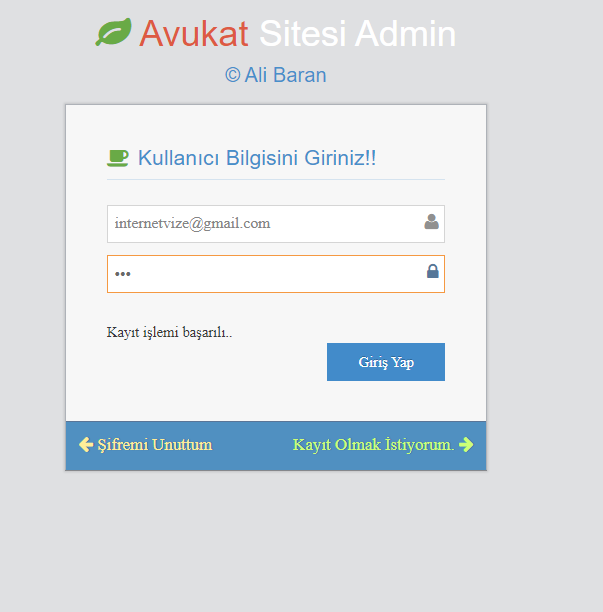 Avukat Sitesi Admin
© Ali Baran
Kullanıcı Bilgisini Giriniz!!
internetvize@gmail.com
•••
Kayıt işlemi başarılı..
Giriş Yap
Şifremi Unuttum
Kayıt Olmak İstiyorum.